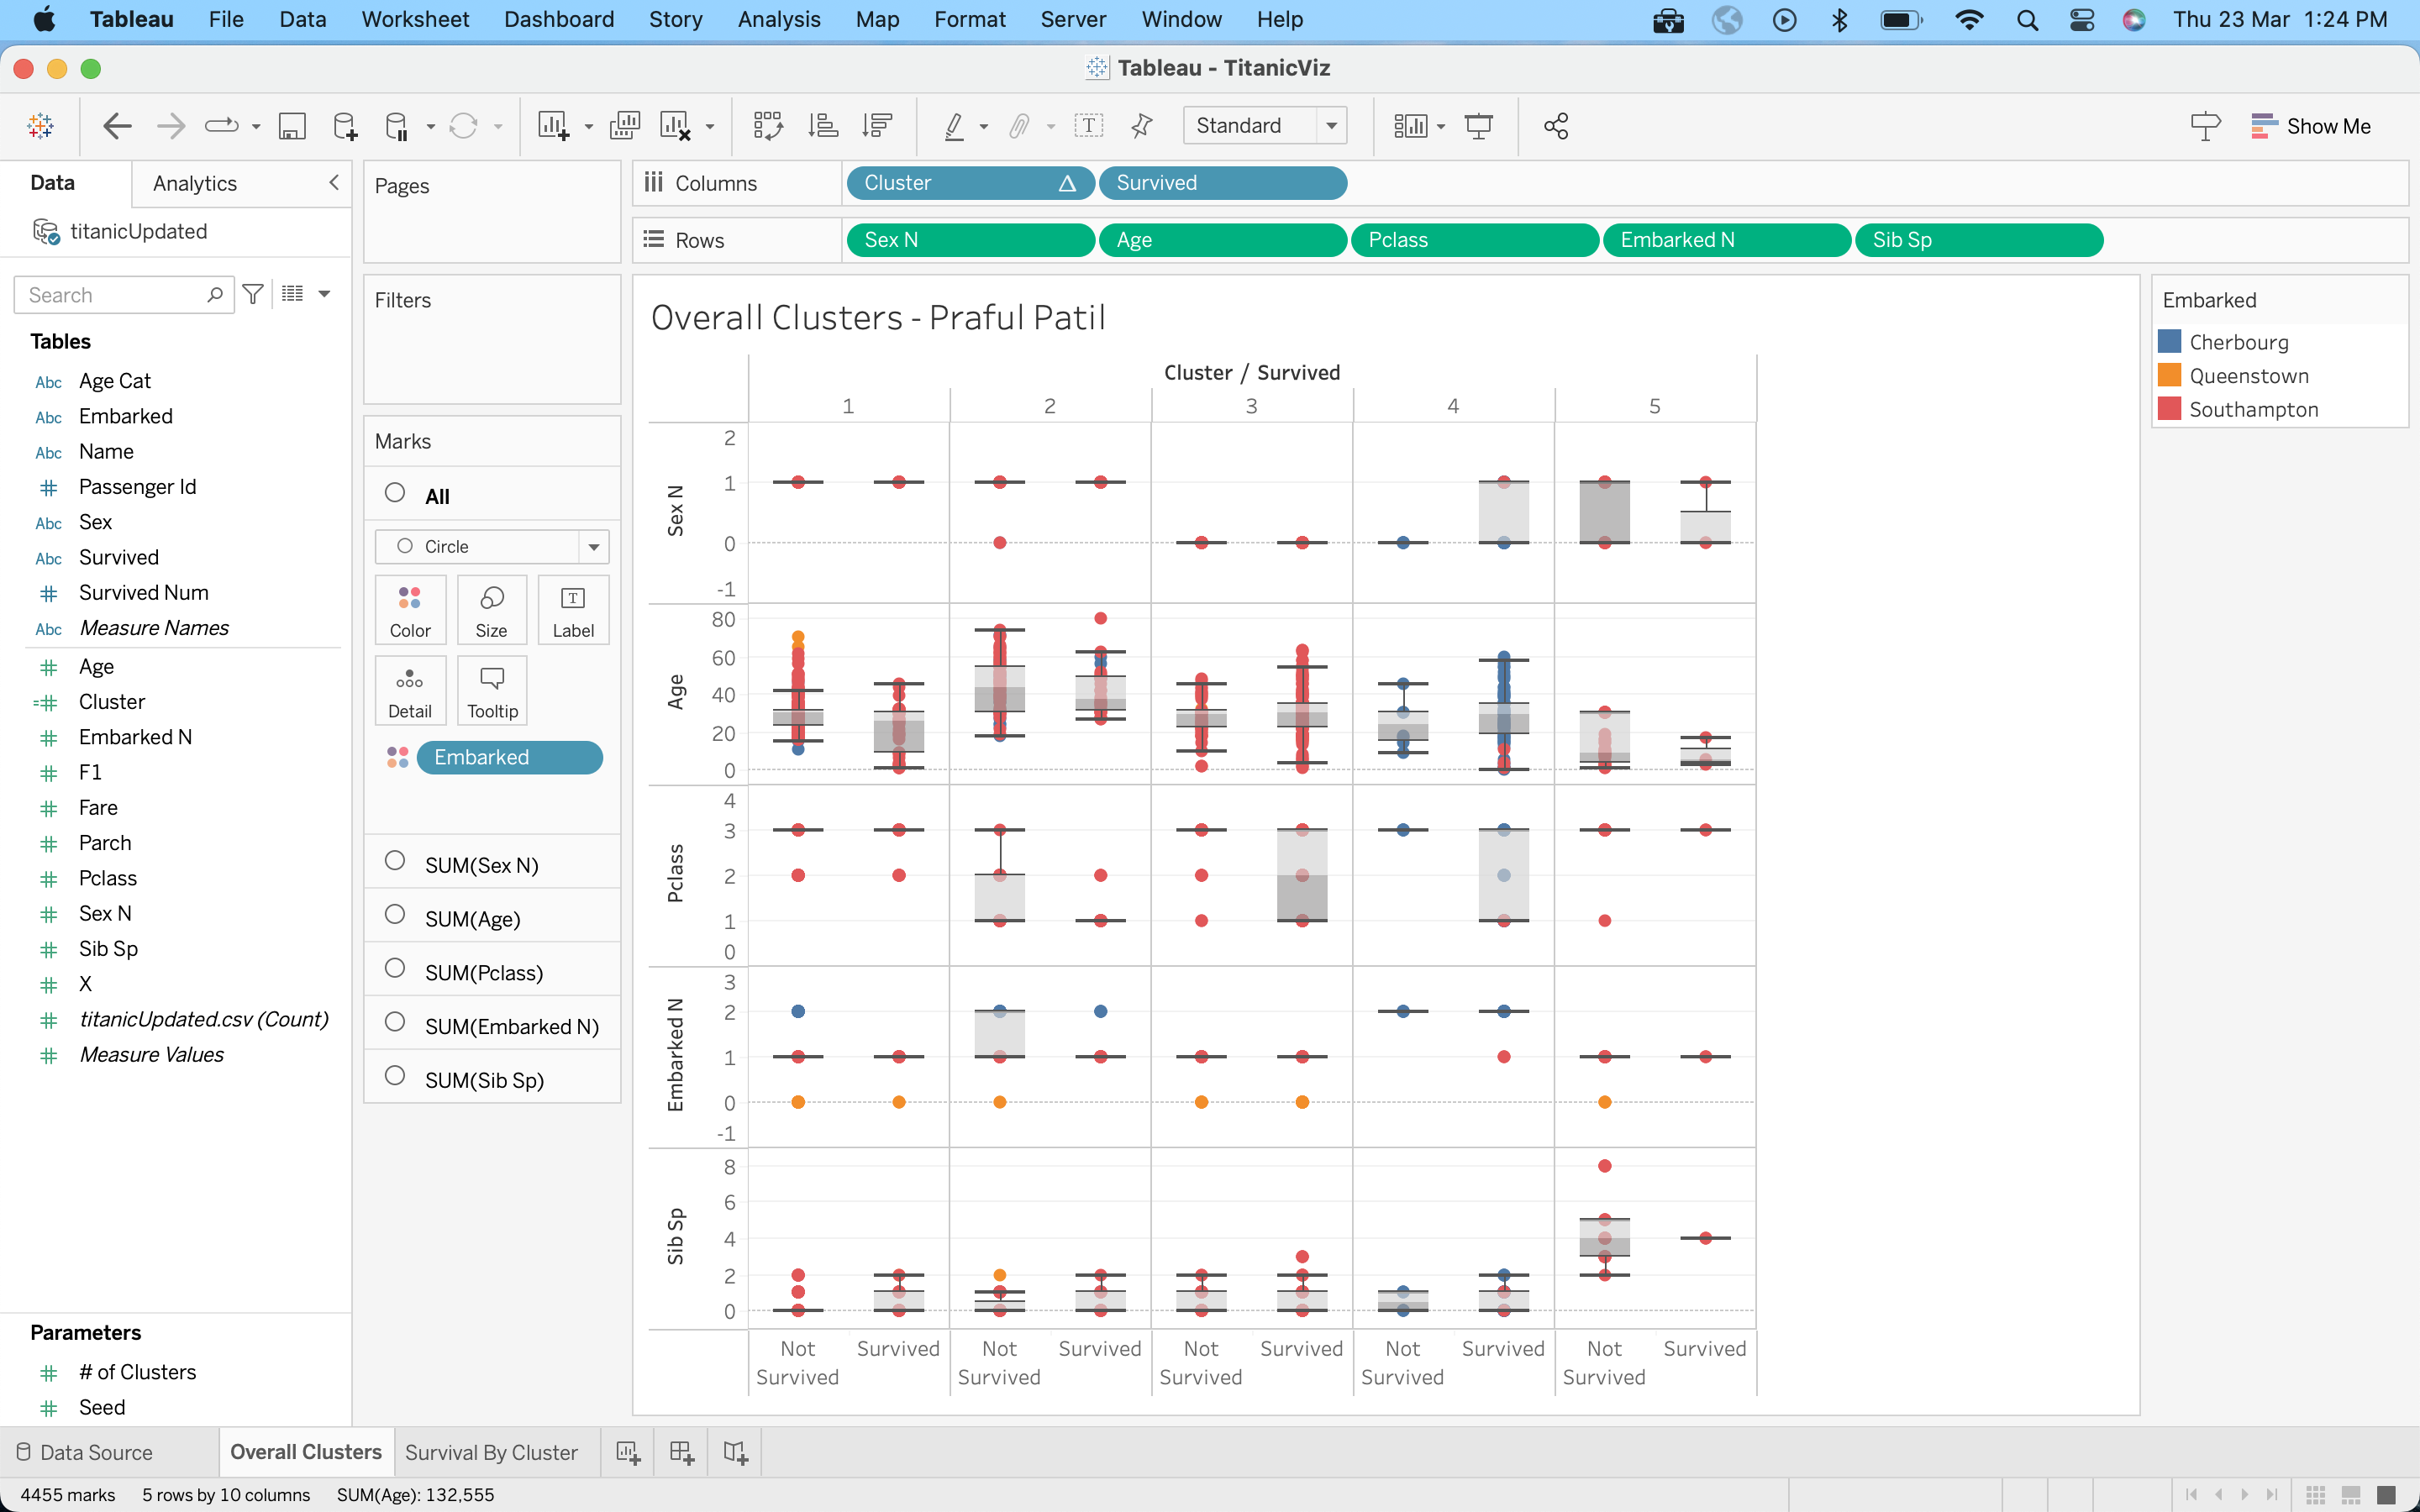 Tableau File Data Worksheet Dashboard Story Analysis Map Format Server Window Help Thu 23 Mar 1:24 PM
Tableau - TitanicViz
Standard Show Me
Data Analytics
titanicUpdated
Search
Tables
Abc Age Cat
Abc Embarked
Abc Name
# Passenger Id
Abc Sex
Abc Survived
# Survived Num
Abc Measure Names
# Age
=# Cluster
# Embarked N
# F1
# Fare
# Parch
# Pclass
# Sex N
# Sib Sp
# X
# titanicUpdated.csv (Count)
# Measure Values
Parameters
# # of Clusters
# Seed
Pages
Filters
Marks
All
Circle
Color Size Label
Detail Tooltip
Embarked
SUM(Sex N)
SUM(Age)
SUM(Pclass)
SUM(Embarked N)
SUM(Sib Sp)
Columns Cluster Δ Survived
Rows Sex N Age Pclass Embarked N Sib Sp
Overall Clusters - Praful Patil
Cluster / Survived
1 2 3 4 5
Sex N
2
1
0
-1
Age
80
60
40
20
0
Pclass
4
3
2
1
0
Embarked N
3
2
1
0
-1
Sib Sp
8
6
4
2
0
Not Survived Not Survived Not Survived Not Survived Not Survived
Survived Survived Survived Survived Survived
Embarked
Cherbourg
Queenstown
Southampton
Data Source Overall Clusters Survival By Cluster
4455 marks 5 rows by 10 columns SUM(Age): 132,555